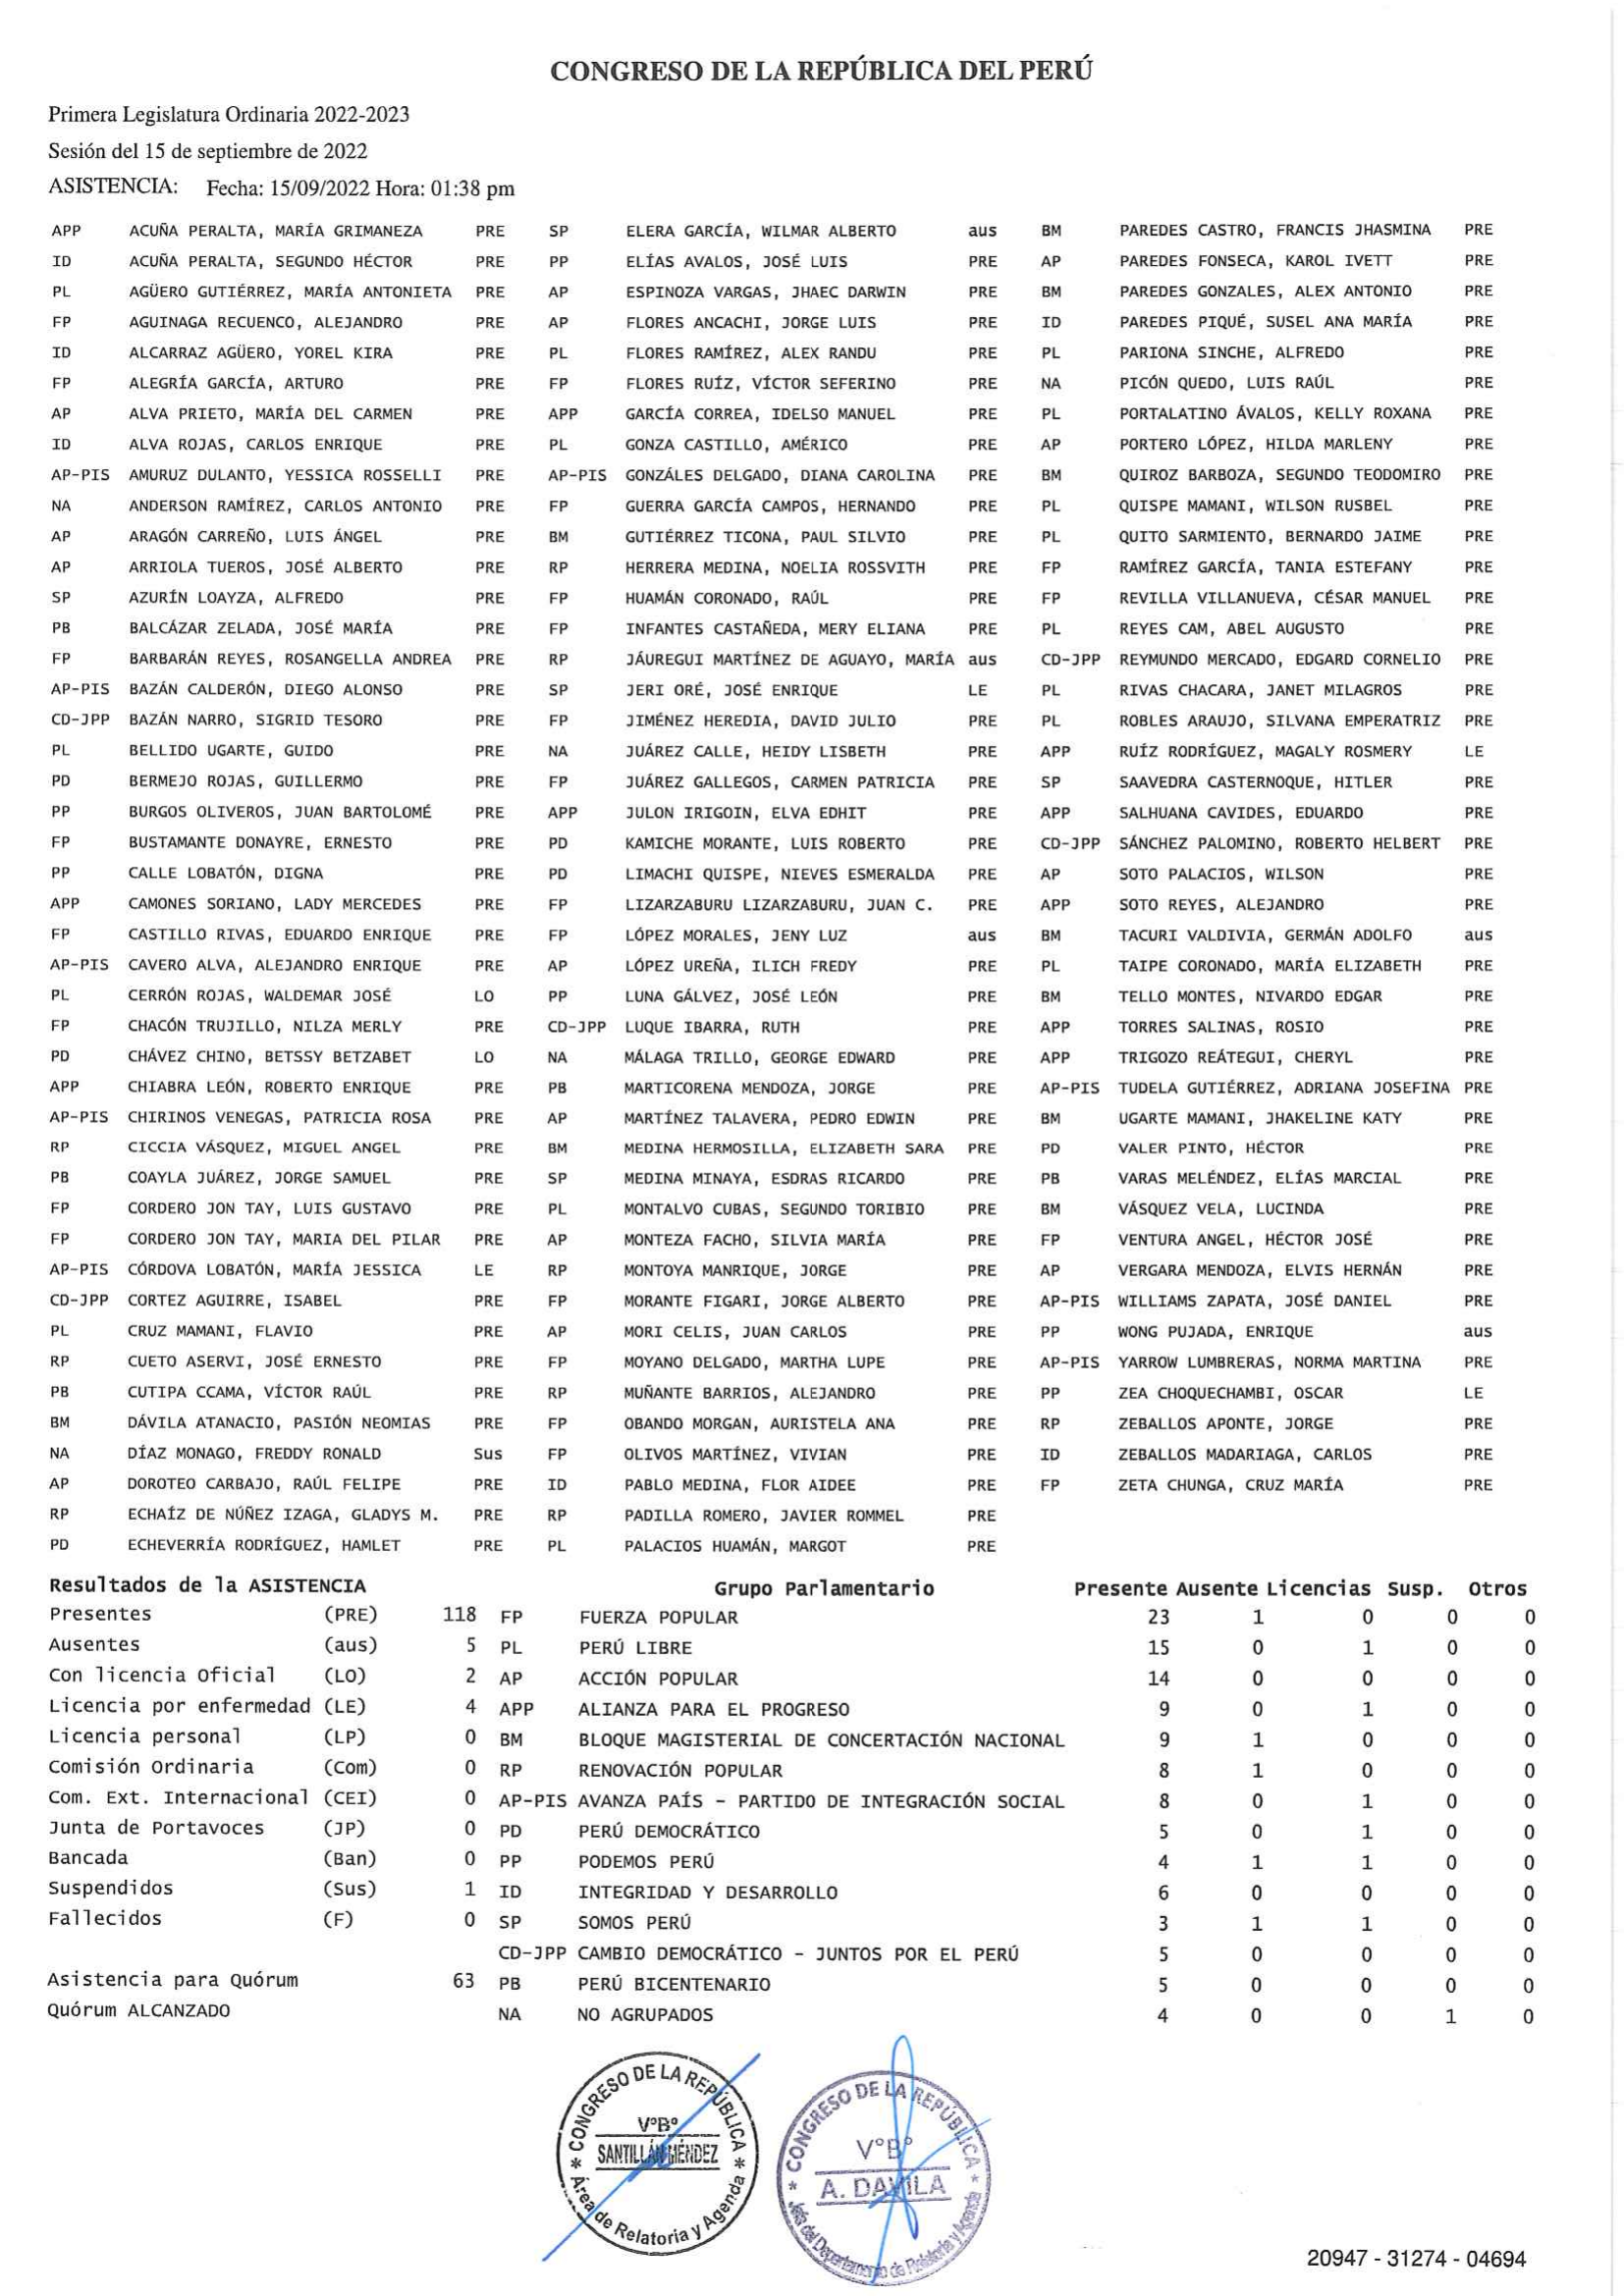 CONGRESO DE LA REPÚBLICA DEL PERÚ
Primera Legislatura Ordinaria 2022-2023
Sesión del 15 de septiembre de 2022
ASISTENCIA: Fecha: 15/09/2022 Hora: 01:38 pm
APP ACUÑA PERALTA, MARÍA GRIMANEZA PRE SP ELERA GARCÍA, WILMAR ALBERTO aus BM PAREDES CASTRO, FRANCIS JHASMINA PRE
ID ACUÑA PERALTA, SEGUNDO HÉCTOR PRE PP ELÍAS AVALOS, JOSÉ LUIS PRE AP PAREDES FONSECA, KAROL IVETT PRE
PL AGÜERO GUTIÉRREZ, MARÍA ANTONIETA PRE AP ESPINOZA VARGAS, JHAEC DARWIN PRE BM PAREDES GONZALES, ALEX ANTONIO PRE
FP AGUINAGA RECUENCO, ALEJANDRO PRE AP FLORES ANCACHI, JORGE LUIS PRE ID PAREDES PIQUÉ, SUSEL ANA MARÍA PRE
ID ALCARRAZ AGÜERO, YOREL KIRA PRE PL FLORES RAMÍREZ, ALEX RANDU PRE PL PARIONA SINCHE, ALFREDO PRE
FP ALEGRÍA GARCÍA, ARTURO PRE FP FLORES RUÍZ, VÍCTOR SEFERINO PRE NA PICÓN QUEDO, LUIS RAÚL PRE
AP ALVA PRIETO, MARÍA DEL CARMEN PRE APP GARCÍA CORREA, IDELSO MANUEL PRE PL PORTALATINO ÁVALOS, KELLY ROXANA PRE
ID ALVA ROJAS, CARLOS ENRIQUE PRE PL GONZA CASTILLO, AMÉRICO PRE AP PORTERO LÓPEZ, HILDA MARLENY PRE
AP-PIS AMURUZ DULANTO, YESSICA ROSSELLI PRE AP-PIS GONZÁLES DELGADO, DIANA CAROLINA PRE BM QUIROZ BARBOZA, SEGUNDO TEODOMIRO PRE
NA ANDERSON RAMÍREZ, CARLOS ANTONIO PRE FP GUERRA GARCÍA CAMPOS, HERNANDO PRE PL QUISPE MAMANI, WILSON RUSBEL PRE
AP ARAGÓN CARREÑO, LUIS ÁNGEL PRE BM GUTIÉRREZ TICONA, PAUL SILVIO PRE PL QUITO SARMIENTO, BERNARDO JAIME PRE
AP ARRIOLA TUEROS, JOSÉ ALBERTO PRE RP HERRERA MEDINA, NOELIA ROSSVITH PRE FP RAMÍREZ GARCÍA, TANIA ESTEFANY PRE
SP AZURÍN LOAYZA, ALFREDO PRE FP HUAMÁN CORONADO, RAÚL PRE FP REVILLA VILLANUEVA, CÉSAR MANUEL PRE
PB BALCÁZAR ZELADA, JOSÉ MARÍA PRE FP INFANTES CASTAÑEDA, MERY ELIANA PRE PL REYES CAM, ABEL AUGUSTO PRE
FP BARBARÁN REYES, ROSANGELLA ANDREA PRE RP JÁUREGUI MARTÍNEZ DE AGUAYO, MARÍA aus CD-JPP REYMUNDO MERCADO, EDGARD CORNELIO PRE
AP-PIS BAZÁN CALDERÓN, DIEGO ALONSO PRE SP JERI ORÉ, JOSÉ ENRIQUE LE PL RIVAS CHACARA, JANET MILAGROS PRE
CD-JPP BAZÁN NARRO, SIGRID TESORO PRE FP JIMÉNEZ HEREDIA, DAVID JULIO PRE PL ROBLES ARAUJO, SILVANA EMPERATRIZ PRE
PL BELLIDO UGARTE, GUIDO PRE NA JUÁREZ CALLE, HEIDY LISBETH PRE APP RUÍZ RODRÍGUEZ, MAGALY ROSMERY LE
PD BERMEJO ROJAS, GUILLERMO PRE FP JUÁREZ GALLEGOS, CARMEN PATRICIA PRE SP SAAVEDRA CASTERNOQUE, HITLER PRE
PP BURGOS OLIVEROS, JUAN BARTOLOMÉ PRE APP JULON IRIGOIN, ELVA EDHIT PRE APP SALHUANA CAVIDES, EDUARDO PRE
FP BUSTAMANTE DONAYRE, ERNESTO PRE PD KAMICHE MORANTE, LUIS ROBERTO PRE CD-JPP SÁNCHEZ PALOMINO, ROBERTO HELBERT PRE
PP CALLE LOBATÓN, DIGNA PRE PD LIMACHI QUISPE, NIEVES ESMERALDA PRE AP SOTO PALACIOS, WILSON PRE
APP CAMONES SORIANO, LADY MERCEDES PRE FP LIZARZABURU LIZARZABURU, JUAN C. PRE APP SOTO REYES, ALEJANDRO PRE
FP CASTILLO RIVAS, EDUARDO ENRIQUE PRE FP LÓPEZ MORALES, JENY LUZ aus BM TACURI VALDIVIA, GERMÁN ADOLFO aus
AP-PIS CAVERO ALVA, ALEJANDRO ENRIQUE PRE AP LÓPEZ UREÑA, ILICH FREDY PRE PL TAIPE CORONADO, MARÍA ELIZABETH PRE
PL CERRÓN ROJAS, WALDEMAR JOSÉ LO PP LUNA GÁLVEZ, JOSÉ LEÓN PRE BM TELLO MONTES, NIVARDO EDGAR PRE
FP CHACÓN TRUJILLO, NILZA MERLY PRE CD-JPP LUQUE IBARRA, RUTH PRE APP TORRES SALINAS, ROSIO PRE
PD CHÁVEZ CHINO, BETSSY BETZABET LO NA MÁLAGA TRILLO, GEORGE EDWARD PRE APP TRIGOZO REÁTEGUI, CHERYL PRE
APP CHIABRA LEÓN, ROBERTO ENRIQUE PRE PB MARTICORENA MENDOZA, JORGE PRE AP-PIS TUDELA GUTIÉRREZ, ADRIANA JOSEFINA PRE
AP-PIS CHIRINOS VENEGAS, PATRICIA ROSA PRE AP MARTÍNEZ TALAVERA, PEDRO EDWIN PRE BM UGARTE MAMANI, JHAKELINE KATY PRE
RP CICCIA VÁSQUEZ, MIGUEL ANGEL PRE BM MEDINA HERMOSILLA, ELIZABETH SARA PRE PD VALER PINTO, HÉCTOR PRE
PB COAYLA JUÁREZ, JORGE SAMUEL PRE SP MEDINA MINAYA, ESDRAS RICARDO PRE PB VARAS MELÉNDEZ, ELÍAS MARCIAL PRE
FP CORDERO JON TAY, LUIS GUSTAVO PRE PL MONTALVO CUBAS, SEGUNDO TORIBIO PRE BM VÁSQUEZ VELA, LUCINDA PRE
FP CORDERO JON TAY, MARIA DEL PILAR PRE AP MONTEZA FACHO, SILVIA MARÍA PRE FP VENTURA ANGEL, HÉCTOR JOSÉ PRE
AP-PIS CÓRDOVA LOBATÓN, MARÍA JESSICA LE RP MONTOYA MANRIQUE, JORGE PRE AP VERGARA MENDOZA, ELVIS HERNÁN PRE
CD-JPP CORTEZ AGUIRRE, ISABEL PRE FP MORANTE FIGARI, JORGE ALBERTO PRE AP-PIS WILLIAMS ZAPATA, JOSÉ DANIEL PRE
PL CRUZ MAMANI, FLAVIO PRE AP MORI CELIS, JUAN CARLOS PRE PP WONG PUJADA, ENRIQUE aus
RP CUETO ASERVI, JOSÉ ERNESTO PRE FP MOYANO DELGADO, MARTHA LUPE PRE AP-PIS YARROW LUMBRERAS, NORMA MARTINA PRE
PB CUTIPA CCAMA, VÍCTOR RAÚL PRE RP MUÑANTE BARRIOS, ALEJANDRO PRE PP ZEA CHOQUECHAMBI, OSCAR LE
BM DÁVILA ATANACIO, PASIÓN NEOMIAS PRE FP OBANDO MORGAN, AURISTELA ANA PRE RP ZEBALLOS APONTE, JORGE PRE
NA DÍAZ MONAGO, FREDDY RONALD Sus FP OLIVOS MARTÍNEZ, VIVIAN PRE ID ZEBALLOS MADARIAGA, CARLOS PRE
AP DOROTEO CARBAJO, RAÚL FELIPE PRE ID PABLO MEDINA, FLOR AIDEE PRE FP ZETA CHUNGA, CRUZ MARÍA PRE
RP ECHAÍZ DE NÚÑEZ IZAGA, GLADYS M. PRE RP PADILLA ROMERO, JAVIER ROMMEL PRE
PD ECHEVERRÍA RODRÍGUEZ, HAMLET PRE PL PALACIOS HUAMÁN, MARGOT PRE
Resultados de la ASISTENCIA Grupo Parlamentario Presente Ausente Licencias Susp. Otros
Presentes (PRE) 118 FP FUERZA POPULAR 23 1 0 0 0
Ausentes (aus) 5 PL PERÚ LIBRE 15 0 1 0 0
Con licencia Oficial (LO) 2 AP ACCIÓN POPULAR 14 0 0 0 0
Licencia por enfermedad (LE) 4 APP ALIANZA PARA EL PROGRESO 9 0 1 0 0
Licencia personal (LP) 0 BM BLOQUE MAGISTERIAL DE CONCERTACIÓN NACIONAL 9 1 0 0 0
Comisión Ordinaria (Com) 0 RP RENOVACIÓN POPULAR 8 1 0 0 0
Com. Ext. Internacional (CEI) 0 AP-PIS AVANZA PAÍS - PARTIDO DE INTEGRACIÓN SOCIAL 8 0 1 0 0
Junta de Portavoces (JP) 0 PD PERÚ DEMOCRÁTICO 5 0 1 0 0
Bancada (Ban) 0 PP PODEMOS PERÚ 4 1 1 0 0
Suspendidos (Sus) 1 ID INTEGRIDAD Y DESARROLLO 6 0 0 0 0
Fallecidos (F) 0 SP SOMOS PERÚ 3 1 1 0 0
CD-JPP CAMBIO DEMOCRÁTICO - JUNTOS POR EL PERÚ 5 0 0 0 0
Asistencia para Quórum 63 PB PERÚ BICENTENARIO 5 0 0 0 0
Quórum ALCANZADO NA NO AGRUPADOS 4 0 0 1 0
* CONGRESO DE LA REPÚBLICA *
V°B°
SANTILLÁN MÉNDEZ
Área de Relatoria y Agenda
* CONGRESO DE LA REPÚBLICA *
V°B°
A. DAVILA
Jefa del Departamento de Relatoría y Agenda
20947 - 31274 - 04694